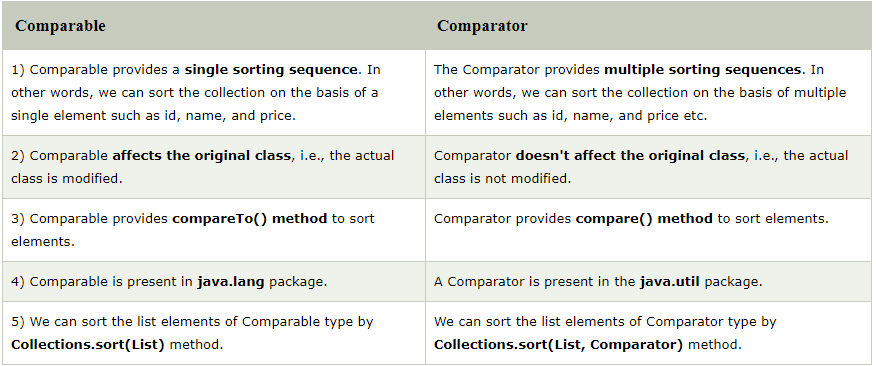 Comparable
Comparator
1) Comparable provides a single sorting sequence. In
other words, we can sort the collection on the basis of a
single element such as id, name, and price.
The Comparator provides multiple sorting sequences. In
other words, we can sort the collection on the basis of multiple
elements such as id, name, and price etc.
2) Comparable affects the original class, i.e., the actual
class is modified.
Comparator doesn't affect the original class, i.e., the actual
class is not modified.
3) Comparable provides compareTo() method to sort
elements.
Comparator provides compare() method to sort elements.
4) Comparable is present in java.lang package.
A Comparator is present in the java.util package.
5) We can sort the list elements of Comparable type by
Collections.sort(List) method.
We can sort the list elements of Comparator type by
Collections.sort(List, Comparator) method.